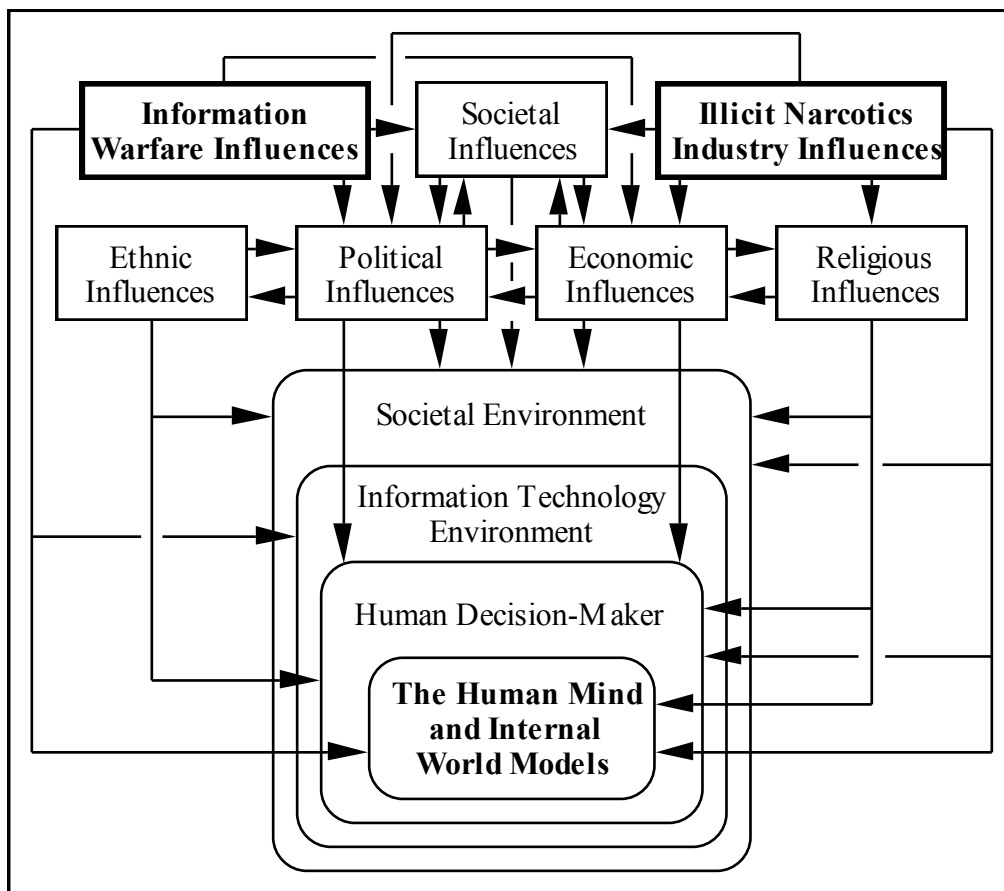 Information
Warfare Influences
Societal
Influences
Illicit Narcotics
Industry Influences
Ethnic
Influences
Political
Influences
Economic
Influences
Religious
Influences
Societal Environment
Information Technology
Environment
Human Decision-Maker
The Human Mind
and Internal
World Models